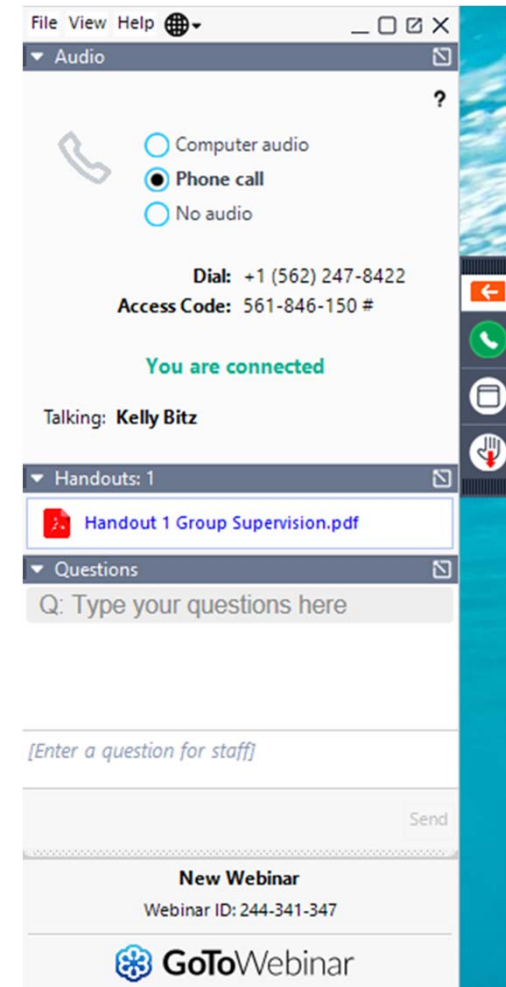 File View Help
Audio
?
Computer audio
Phone call
No audio
Dial: +1 (562) 247-8422
Access Code: 561-846-150 #
You are connected
Talking: Kelly Bitz
Handouts: 1
Handout 1 Group Supervision.pdf
Questions
Q: Type your questions here
[Enter a question for staff]
Send
New Webinar
Webinar ID: 244-341-347
GoToWebinar